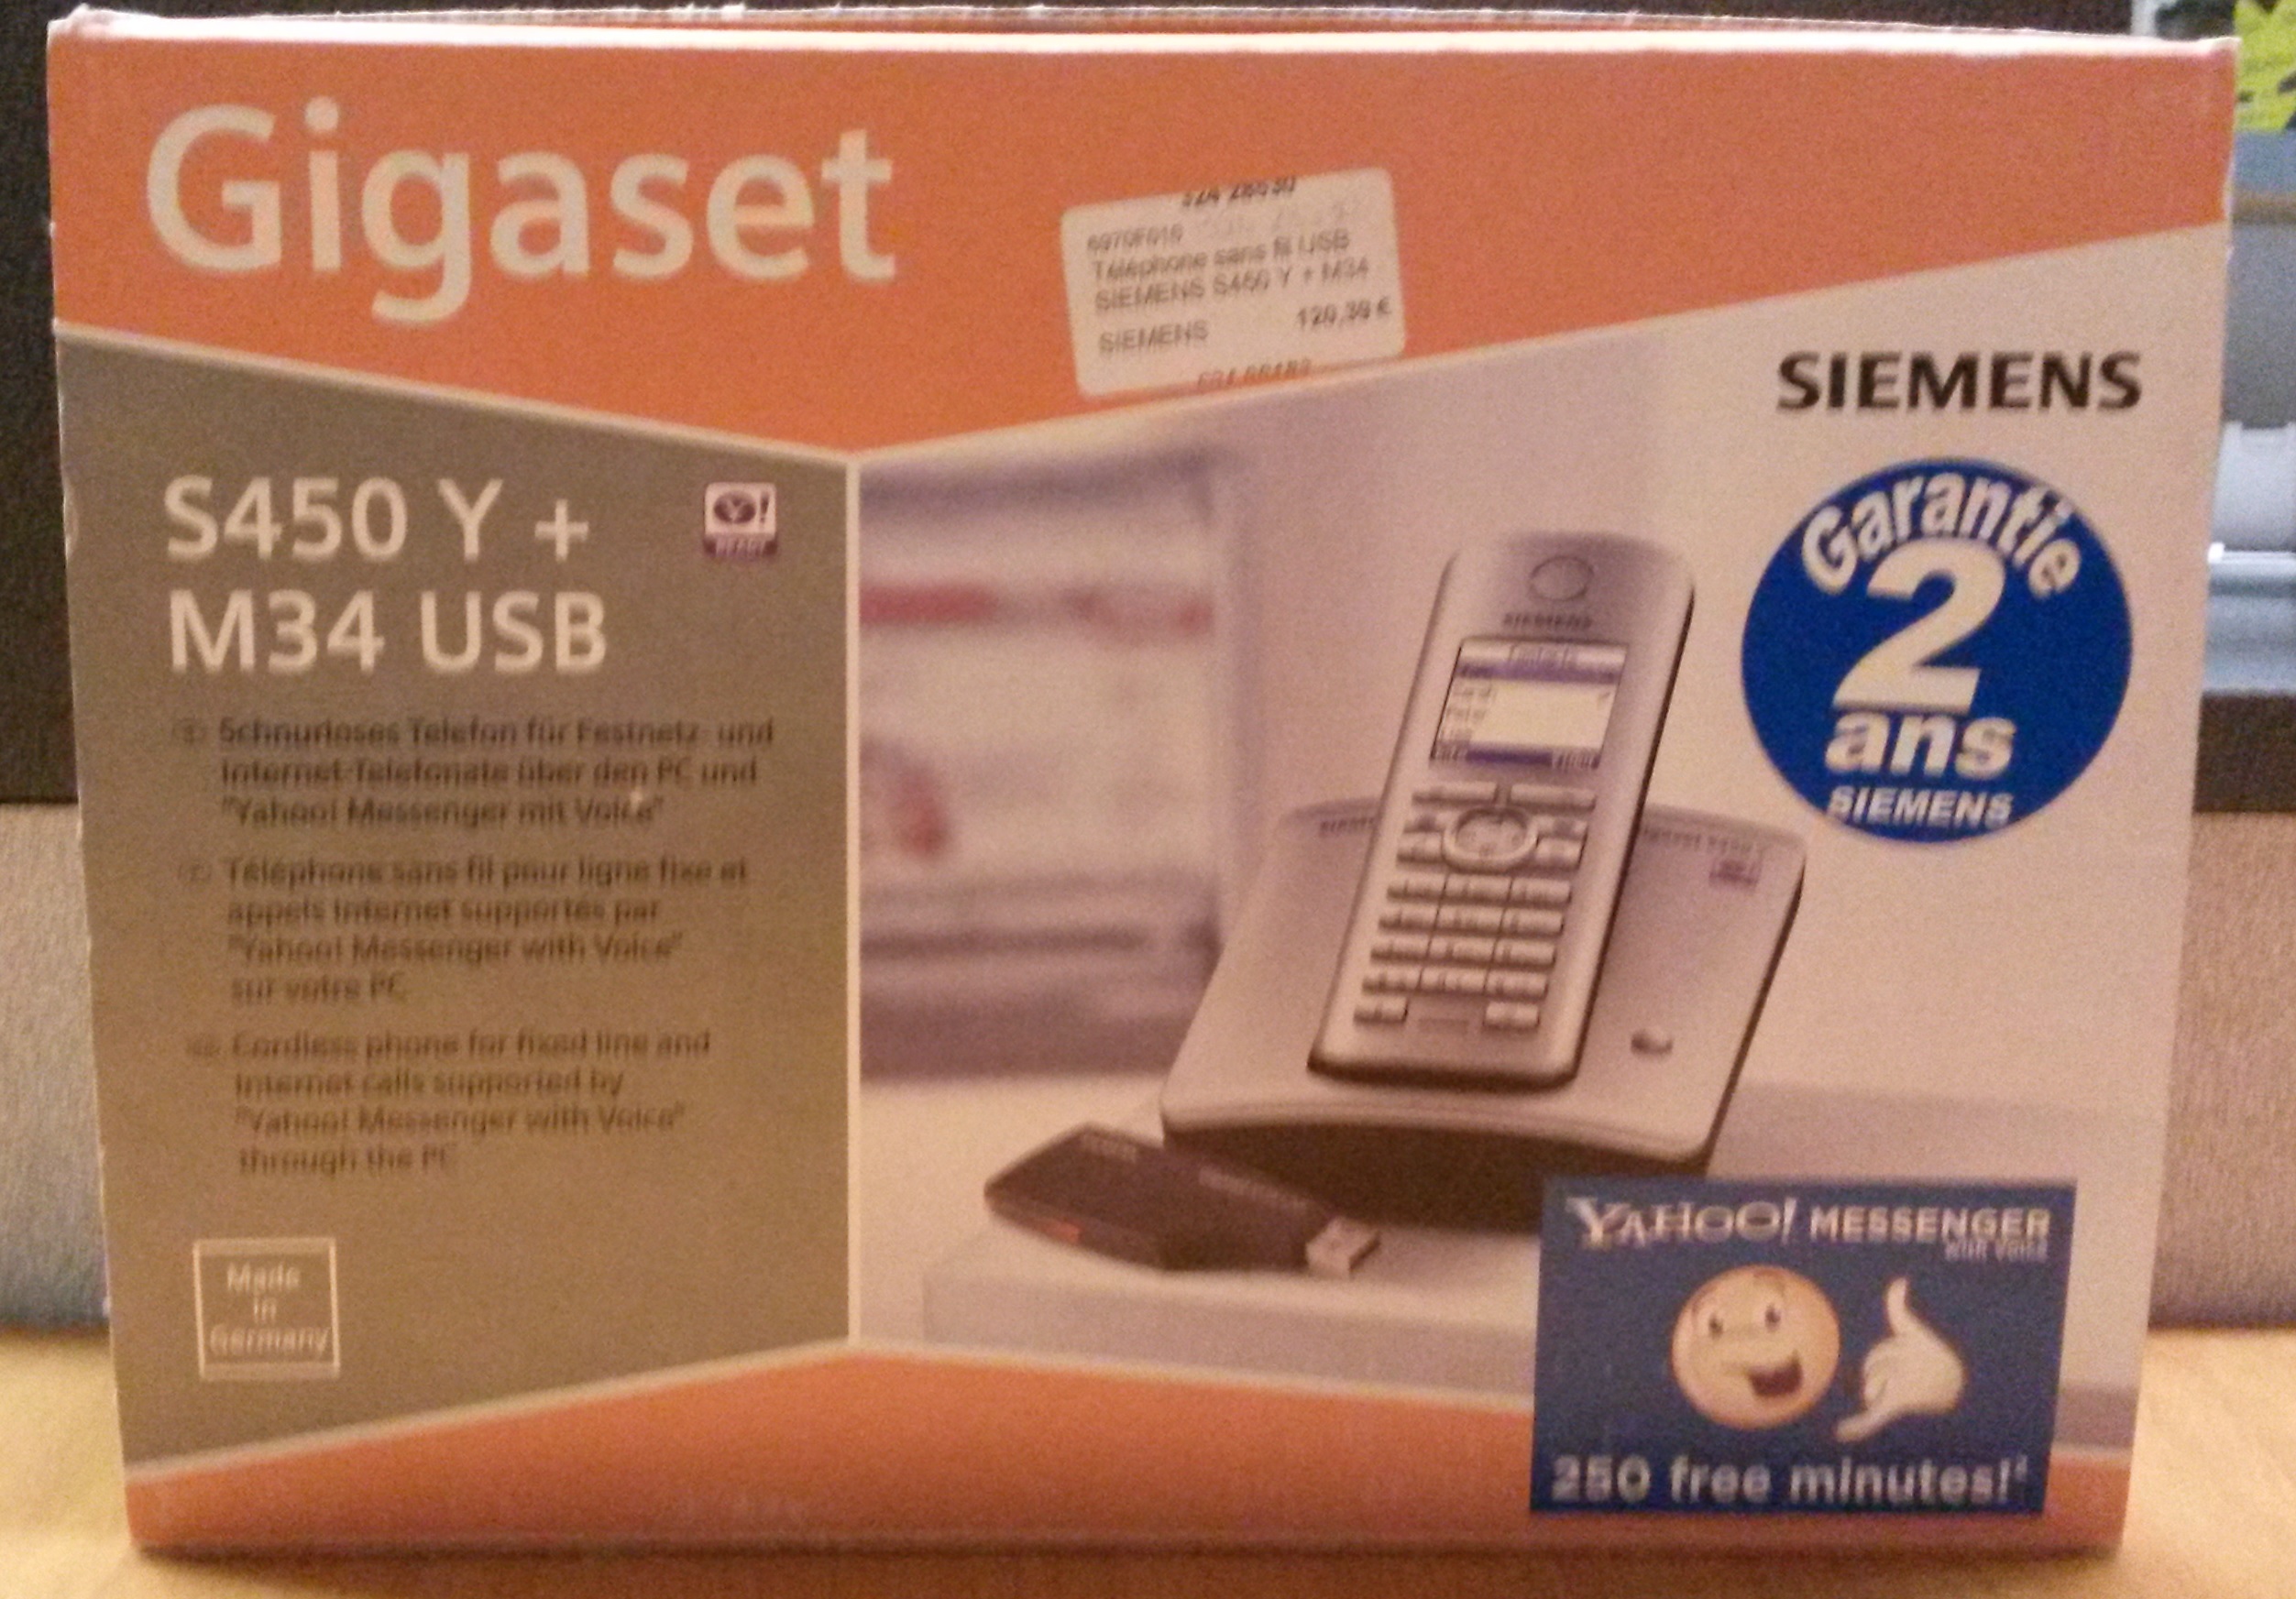 Gigaset
6970F016
Téléphone sans fil USB
SIEMENS S450 Y + M34
SIEMENS 120,30 €
SIEMENS
Garantie
2
ans
SIEMENS
S450 Y +
M34 USB
Y!
READY
Schnurloses Telefon für Festnetz- und
Internet-Telefonate über den PC und
"Yahoo! Messenger mit Voice"
Téléphone sans fil pour ligne fixe et
appels Internet supportés par
"Yahoo! Messenger with Voice"
sur votre PC
Cordless phone for fixed line and
Internet calls supported by
"Yahoo! Messenger with Voice"
through the PC
Made
in
Germany
SIEMENS
YAHOO! MESSENGER
with Voice
250 free minutes!